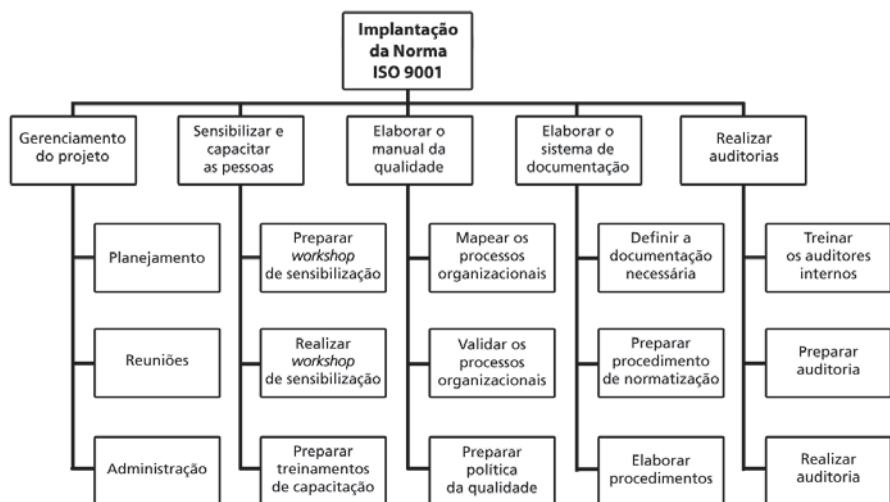 Implantação
da Norma
ISO 9001
Gerenciamento
do projeto
Sensibilizar e
capacitar
as pessoas
Elaborar o
manual da
qualidade
Elaborar o
sistema de
documentação
Realizar
auditorias
Planejamento
Preparar
workshop
de sensibilização
Mapear os
processos
organizacionais
Definir a
documentação
necessária
Treinar
os auditores
internos
Reuniões
Realizar
workshop
de sensibilização
Validar os
processos
organizacionais
Preparar
procedimento
de normatização
Preparar
auditoria
Administração
Preparar
treinamentos
de capacitação
Preparar
política
da qualidade
Elaborar
procedimentos
Realizar
auditoria